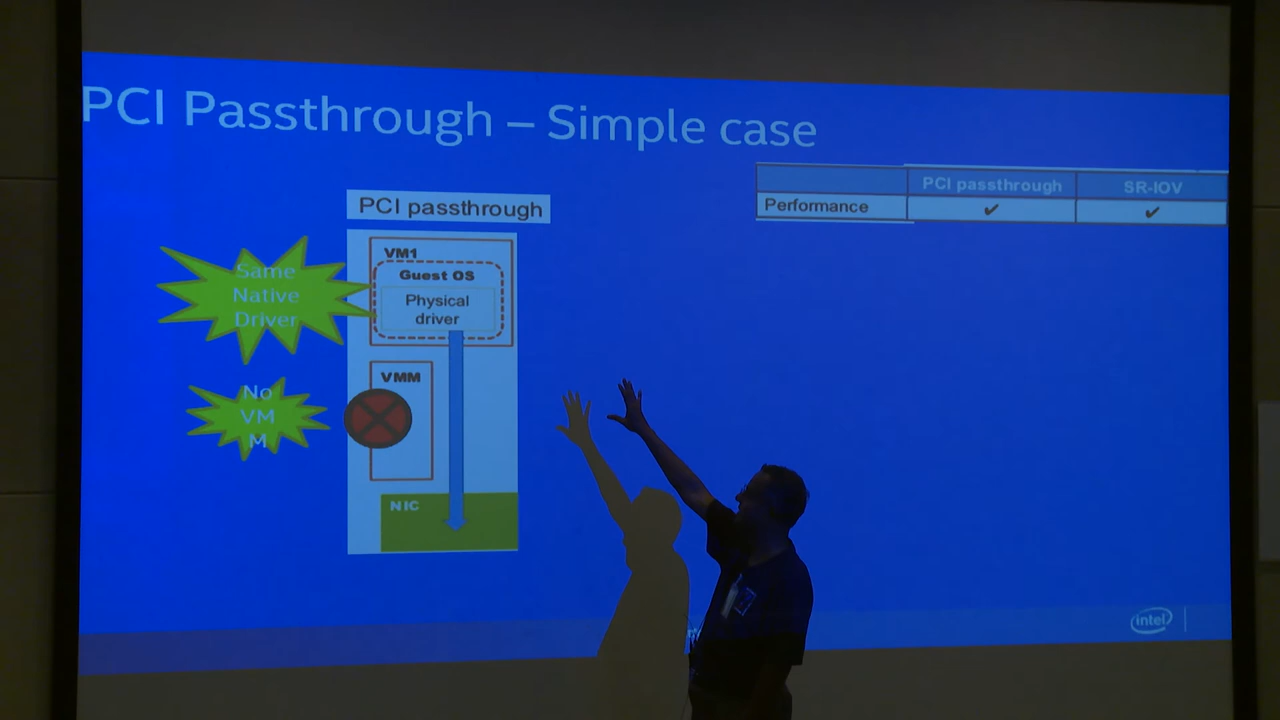 PCI Passthrough – Simple case
PCI passthrough SR-IOV
Performance ✔ ✔
PCI passthrough
VM1
Guest OS
Physical
driver
Same
Native
Driver
VMM
No
VM
M
NIC
intel